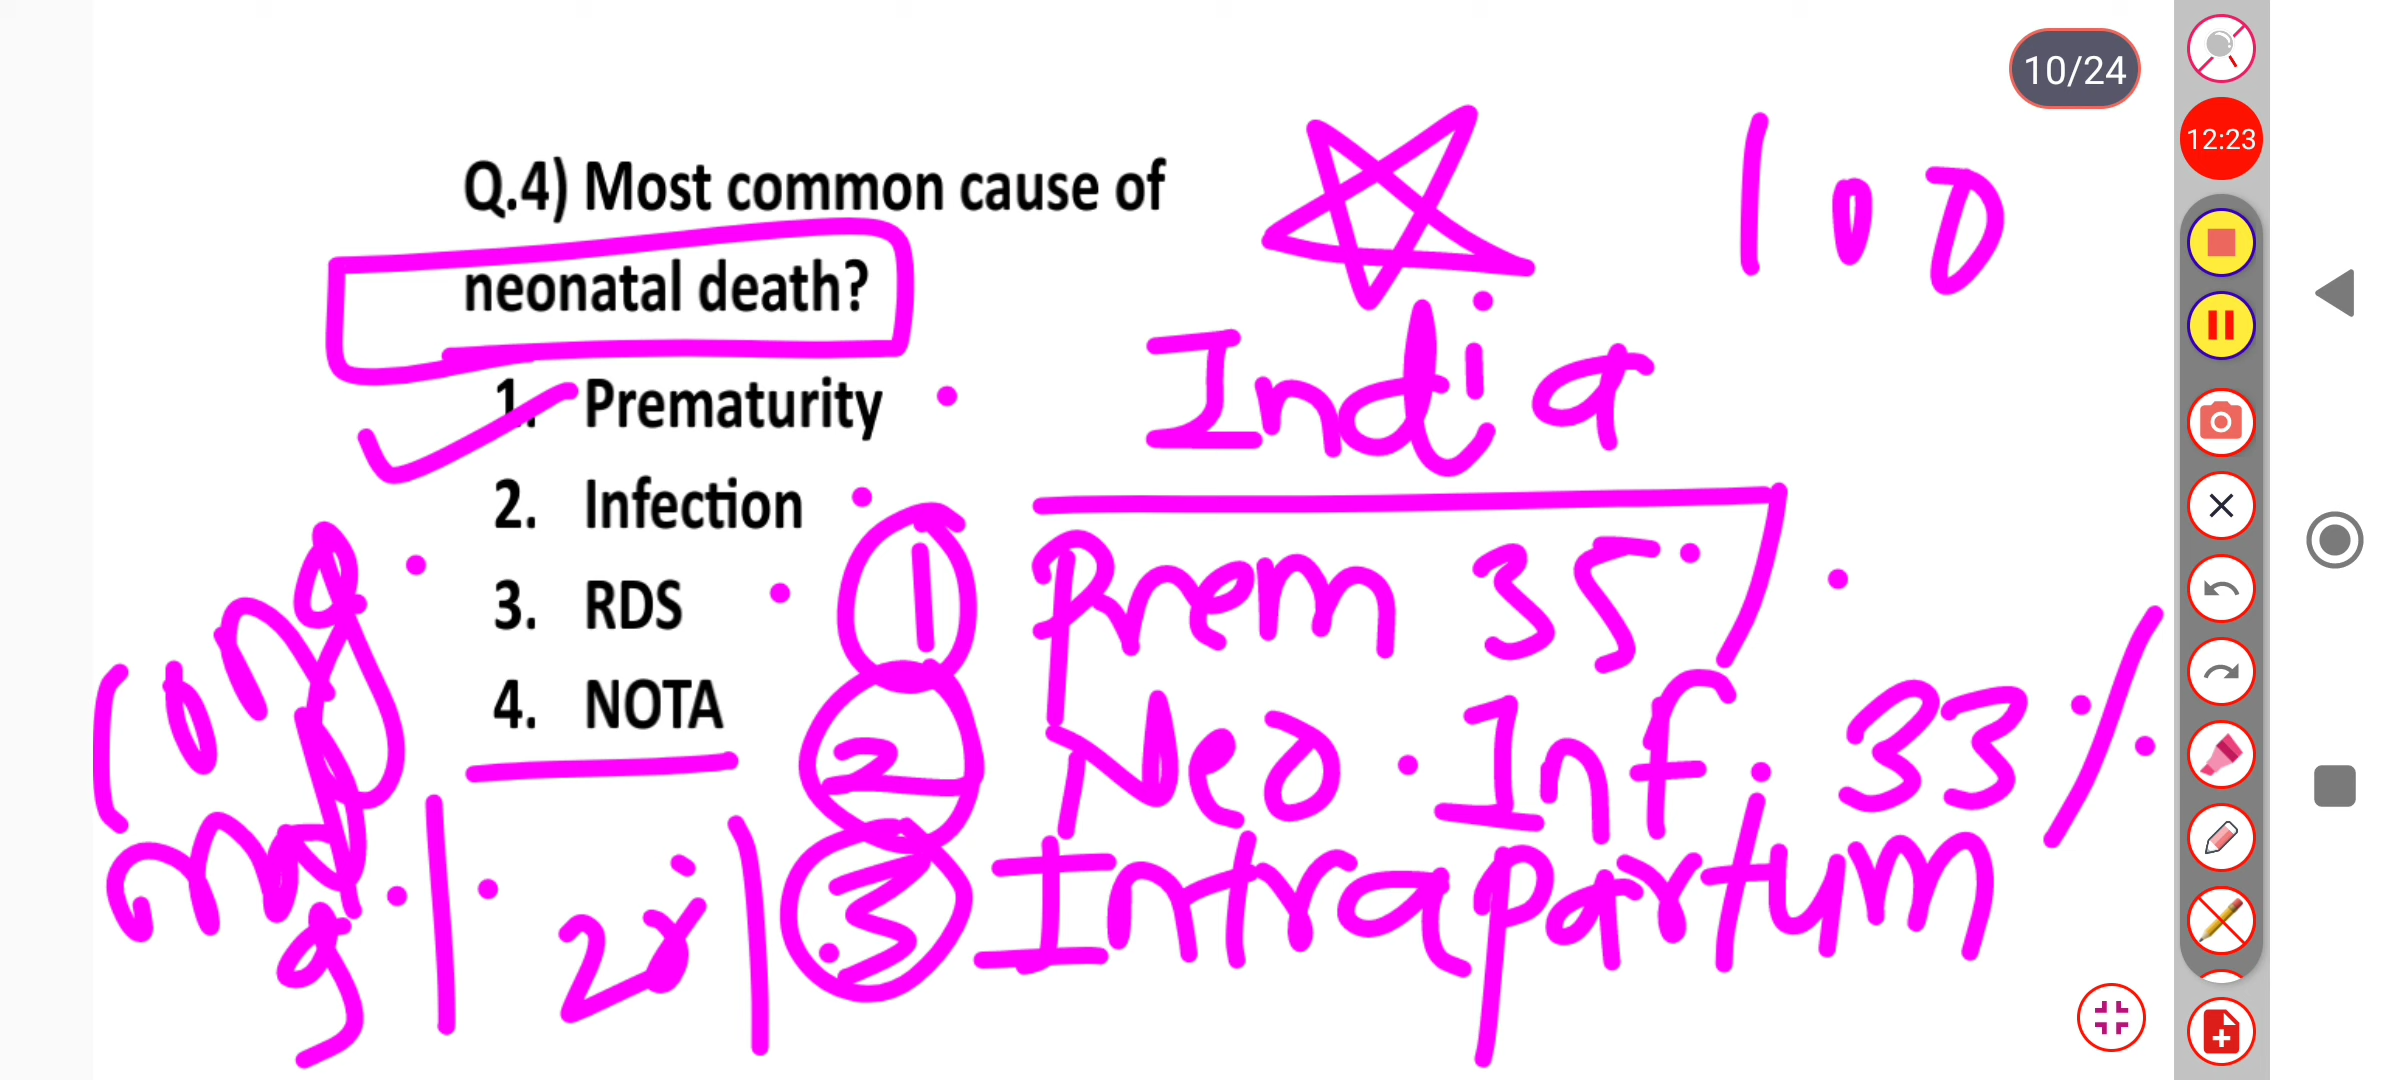 10/24
12:23
Q.4) Most common cause of
neonatal death?
1. Prematurity
2. Infection
3. RDS
4. NOTA
100
India
1 Prem 35%
2 Neo. Inf. 33%
3 Intrapartum
Cong